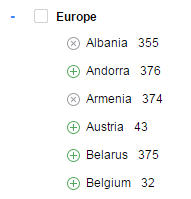 - Europe
Albania 355
Andorra 376
Armenia 374
Austria 43
Belarus 375
Belgium 32